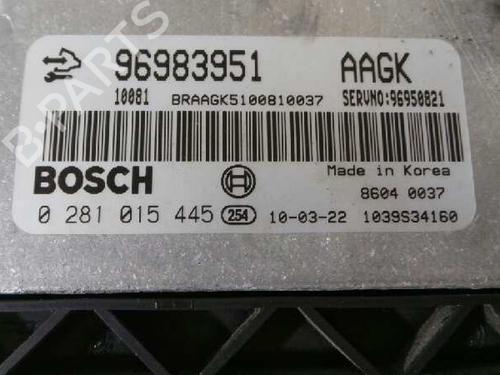 96983951 AAGK
10081 BRAAGK5100810037 SERVNO:96950821
Made in Korea
BOSCH
8604 0037
0 281 015 445 254 10-03-22 1039S34160
B-PARTS